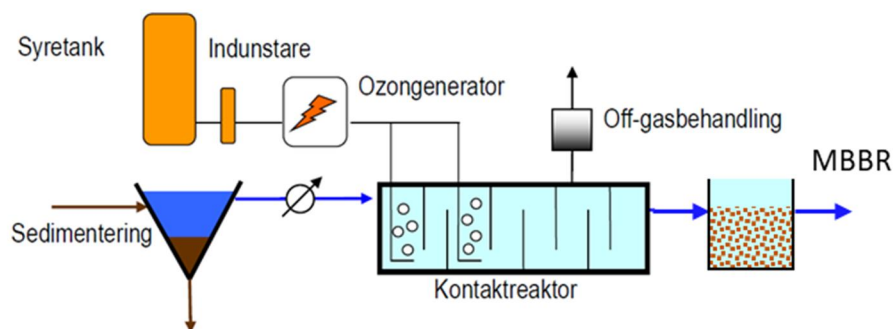 Syretank
Indunstare
Ozongenerator
Off-gasbehandling
MBBR
Sedimentering
Kontaktreaktor